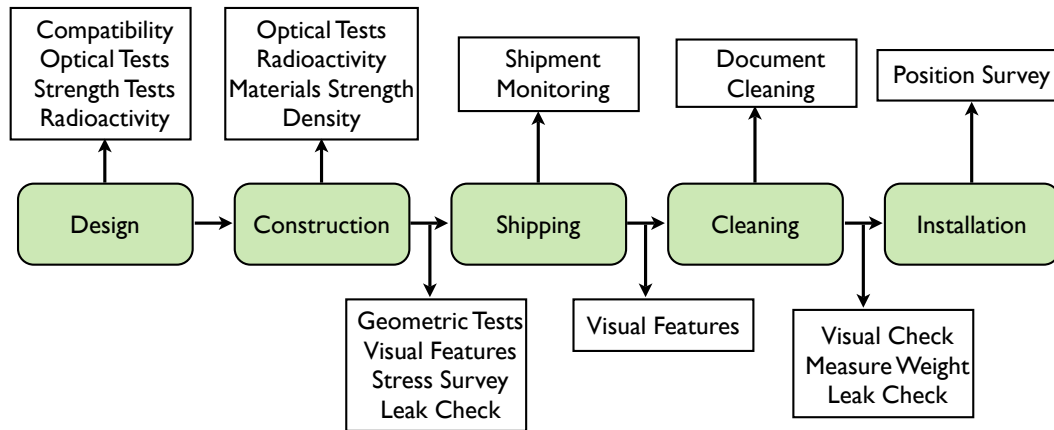 Compatibility
Optical Tests
Strength Tests
Radioactivity
Optical Tests
Radioactivity
Materials Strength
Density
Shipment
Monitoring
Document
Cleaning
Position Survey
Design
Construction
Shipping
Cleaning
Installation
Geometric Tests
Visual Features
Stress Survey
Leak Check
Visual Features
Visual Check
Measure Weight
Leak Check